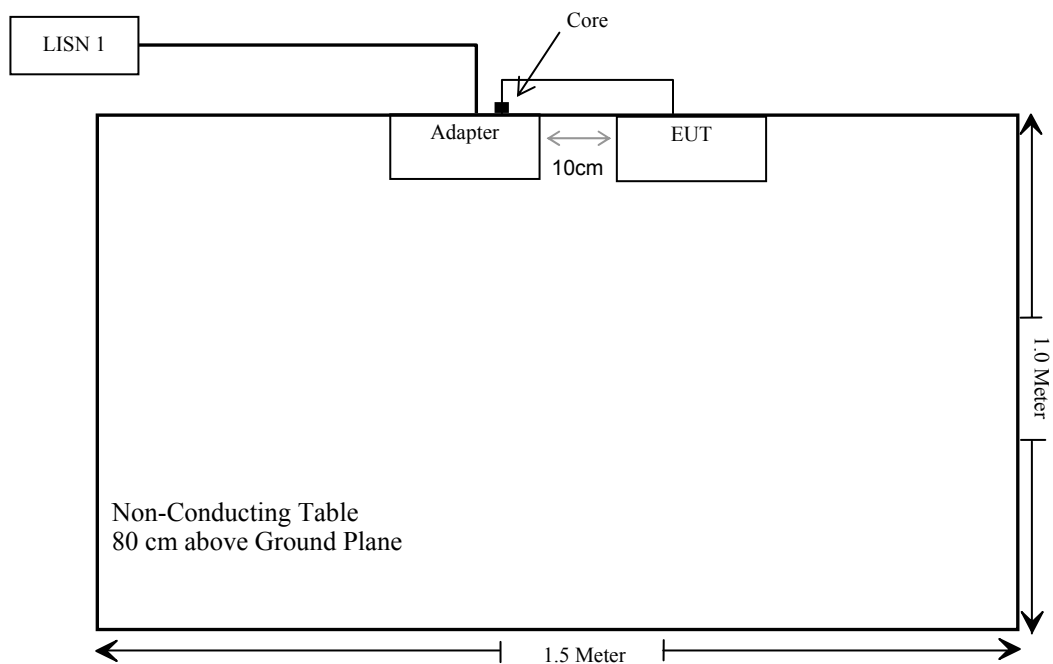 Core
LISN 1
Adapter
EUT
10cm
1.0 Meter
Non-Conducting Table
80 cm above Ground Plane
1.5 Meter